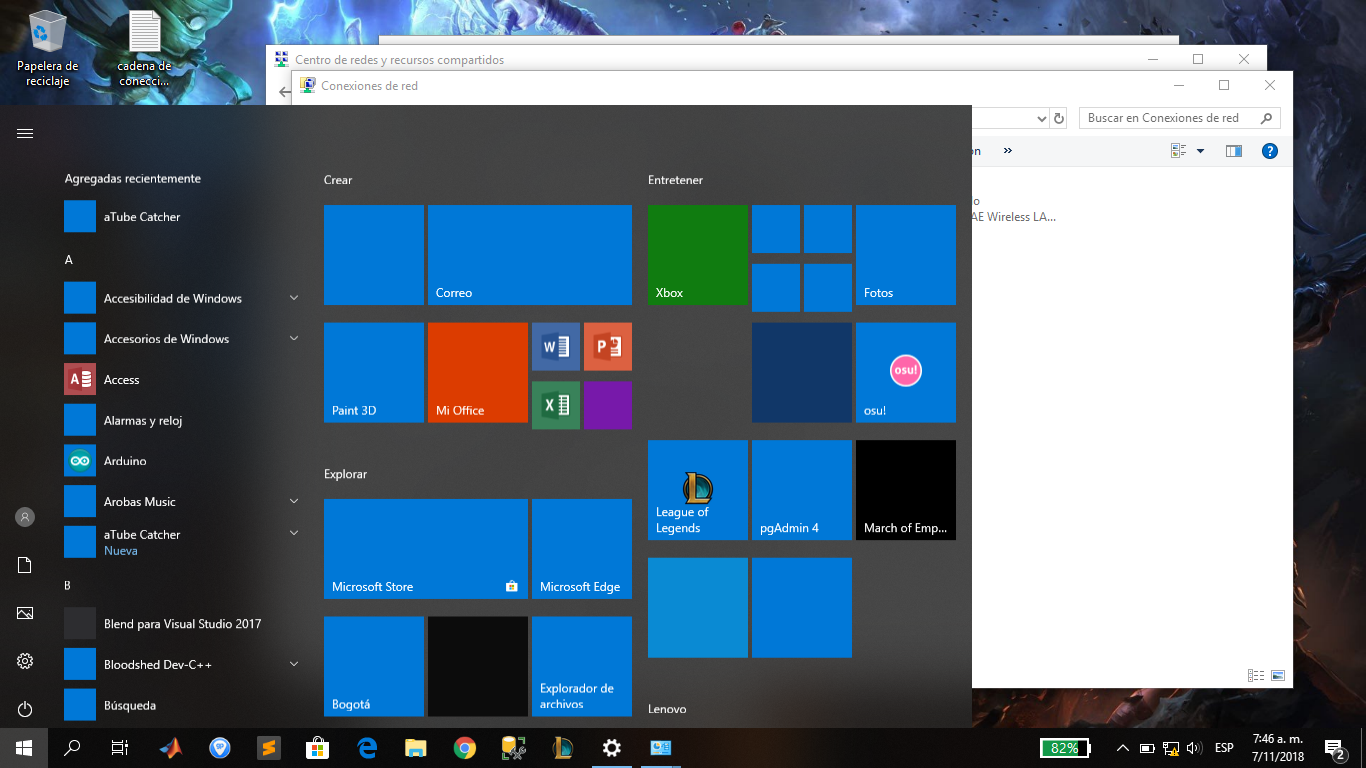 Papelera de
reciclaje
cadena de
conecci...
Centro de redes y recursos compartidos
Conexiones de red
Buscar en Conexiones de red
ón
»
do
AE Wireless LA...
Agregadas recientemente
aTube Catcher
A
Accesibilidad de Windows
Accesorios de Windows
Access
Alarmas y reloj
Arduino
Arobas Music
aTube Catcher
Nueva
B
Blend para Visual Studio 2017
Bloodshed Dev-C++
Búsqueda
Crear
Correo
Paint 3D
Mi Office
Explorar
Microsoft Store
Microsoft Edge
Bogotá
Explorador de
archivos
Entretener
Xbox
Fotos
osu!
osu!
League of
Legends
pgAdmin 4
March of Emp...
Lenovo
82%
ESP
7:46 a. m.
7/11/2018
2